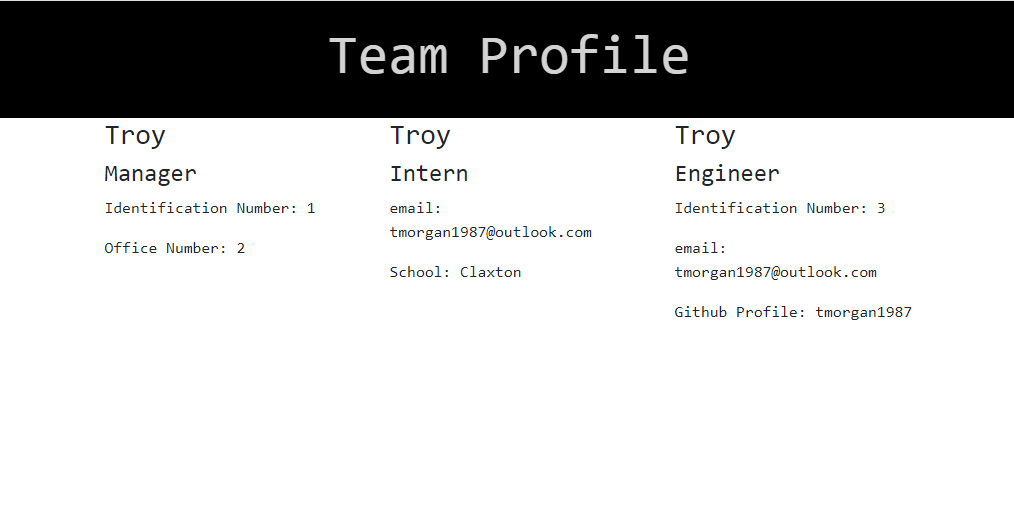 Team Profile
Troy
Manager
Identification Number: 1
Office Number: 2
Troy
Intern
email:
tmorgan1987@outlook.com
School: Claxton
Troy
Engineer
Identification Number: 3
email:
tmorgan1987@outlook.com
Github Profile: tmorgan1987